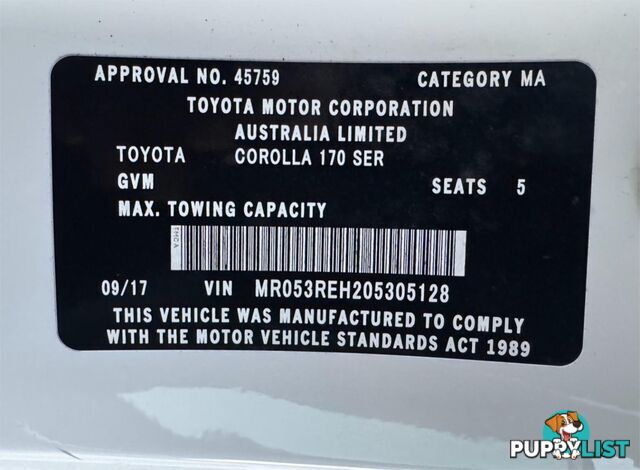 APPROVAL NO. 45759 CATEGORY MA
TOYOTA MOTOR CORPORATION
AUSTRALIA LIMITED
TOYOTA COROLLA 170 SER
GVM SEATS 5
MAX. TOWING CAPACITY
TMCA
09/17 VIN MR053REH205305128
THIS VEHICLE WAS MANUFACTURED TO COMPLY
WITH THE MOTOR VEHICLE STANDARDS ACT 1989
PUPPYLIST